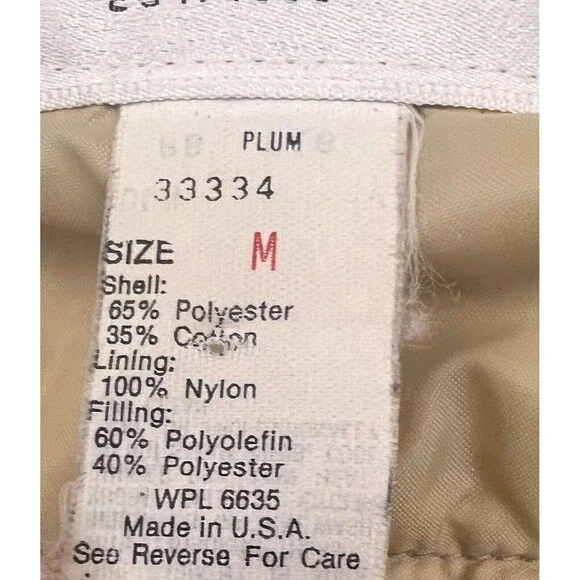 PLUM
33334
SIZE M
Shell:
65% Polyester
35% Cotton
Lining:
100% Nylon
Filling:
60% Polyolefin
40% Polyester
WPL 6635
Made in U.S.A.
See Reverse For Care